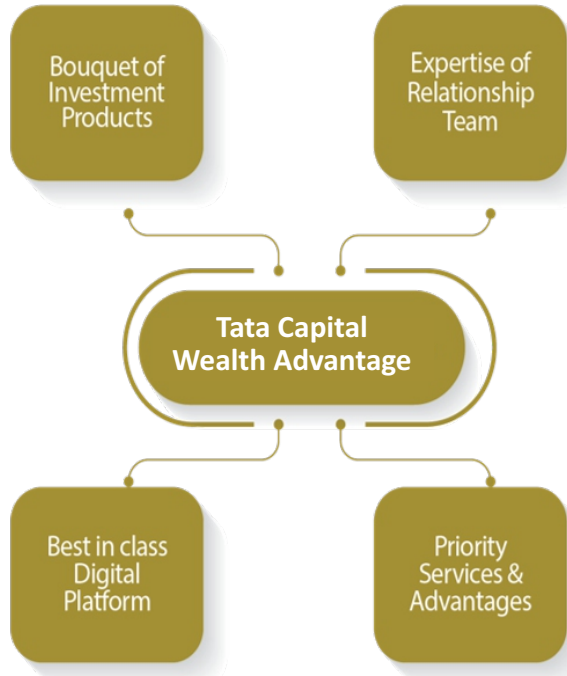 Bouquet of
Investment
Products
Expertise of
Relationship
Team
Tata Capital
Wealth Advantage
Best in class
Digital
Platform
Priority
Services &
Advantages